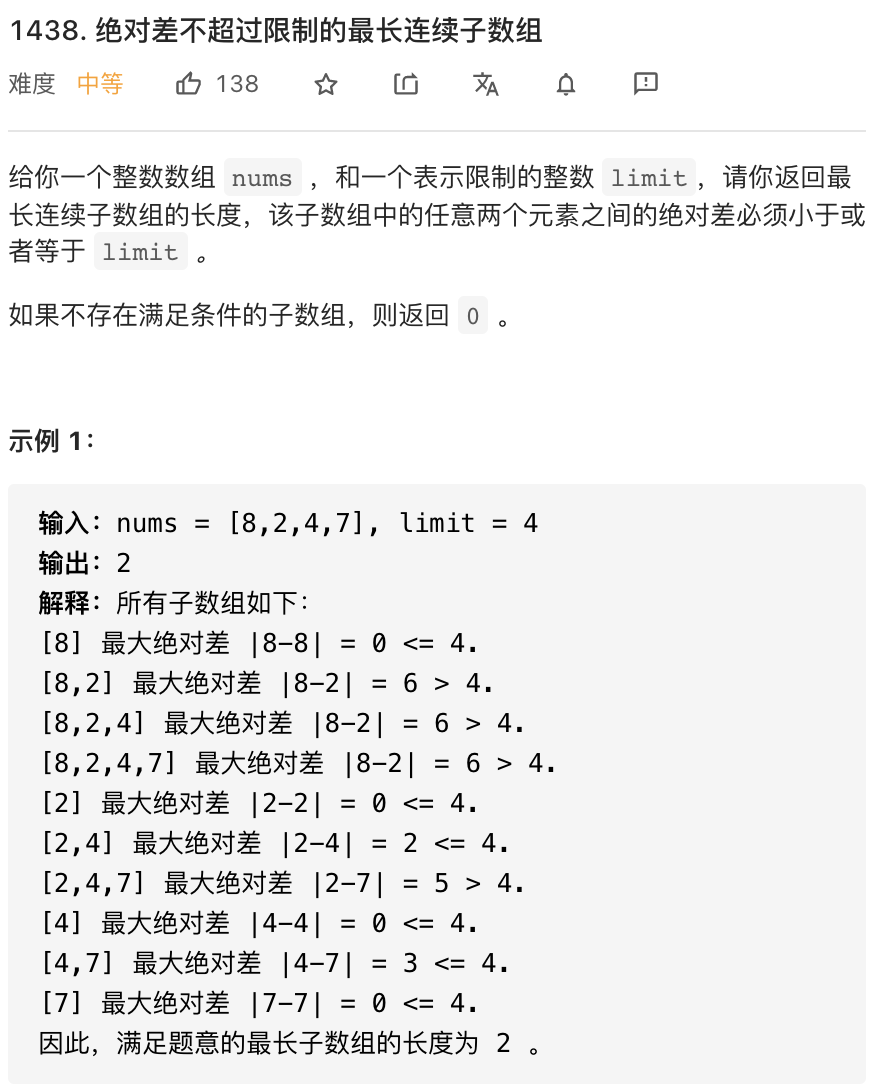 1438. 绝对差不超过限制的最长连续子数组
难度 中等 138
给你一个整数数组 nums ，和一个表示限制的整数 limit，请你返回最
长连续子数组的长度，该子数组中的任意两个元素之间的绝对差必须小于或
者等于 limit 。
如果不存在满足条件的子数组，则返回 0 。
示例 1：
输入：nums = [8,2,4,7], limit = 4
输出：2
解释：所有子数组如下：
[8] 最大绝对差 |8-8| = 0 <= 4.
[8,2] 最大绝对差 |8-2| = 6 > 4.
[8,2,4] 最大绝对差 |8-2| = 6 > 4.
[8,2,4,7] 最大绝对差 |8-2| = 6 > 4.
[2] 最大绝对差 |2-2| = 0 <= 4.
[2,4] 最大绝对差 |2-4| = 2 <= 4.
[2,4,7] 最大绝对差 |2-7| = 5 > 4.
[4] 最大绝对差 |4-4| = 0 <= 4.
[4,7] 最大绝对差 |4-7| = 3 <= 4.
[7] 最大绝对差 |7-7| = 0 <= 4.
因此，满足题意的最长子数组的长度为 2 。